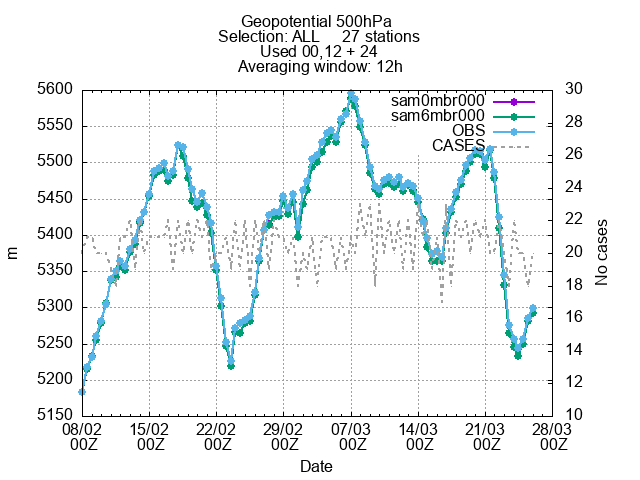 Geopotential 500hPa
Selection: ALL 27 stations
Used 00,12 + 24
Averaging window: 12h
sam0mbr000
sam6mbr000
OBS
CASES
5600
5550
5500
5450
5400
5350
5300
5250
5200
5150
m
30
28
26
24
22
20
18
16
14
12
10
No cases
08/02 15/02 22/02 29/02 07/03 14/03 21/03 28/03
00Z 00Z 00Z 00Z 00Z 00Z 00Z 00Z
Date